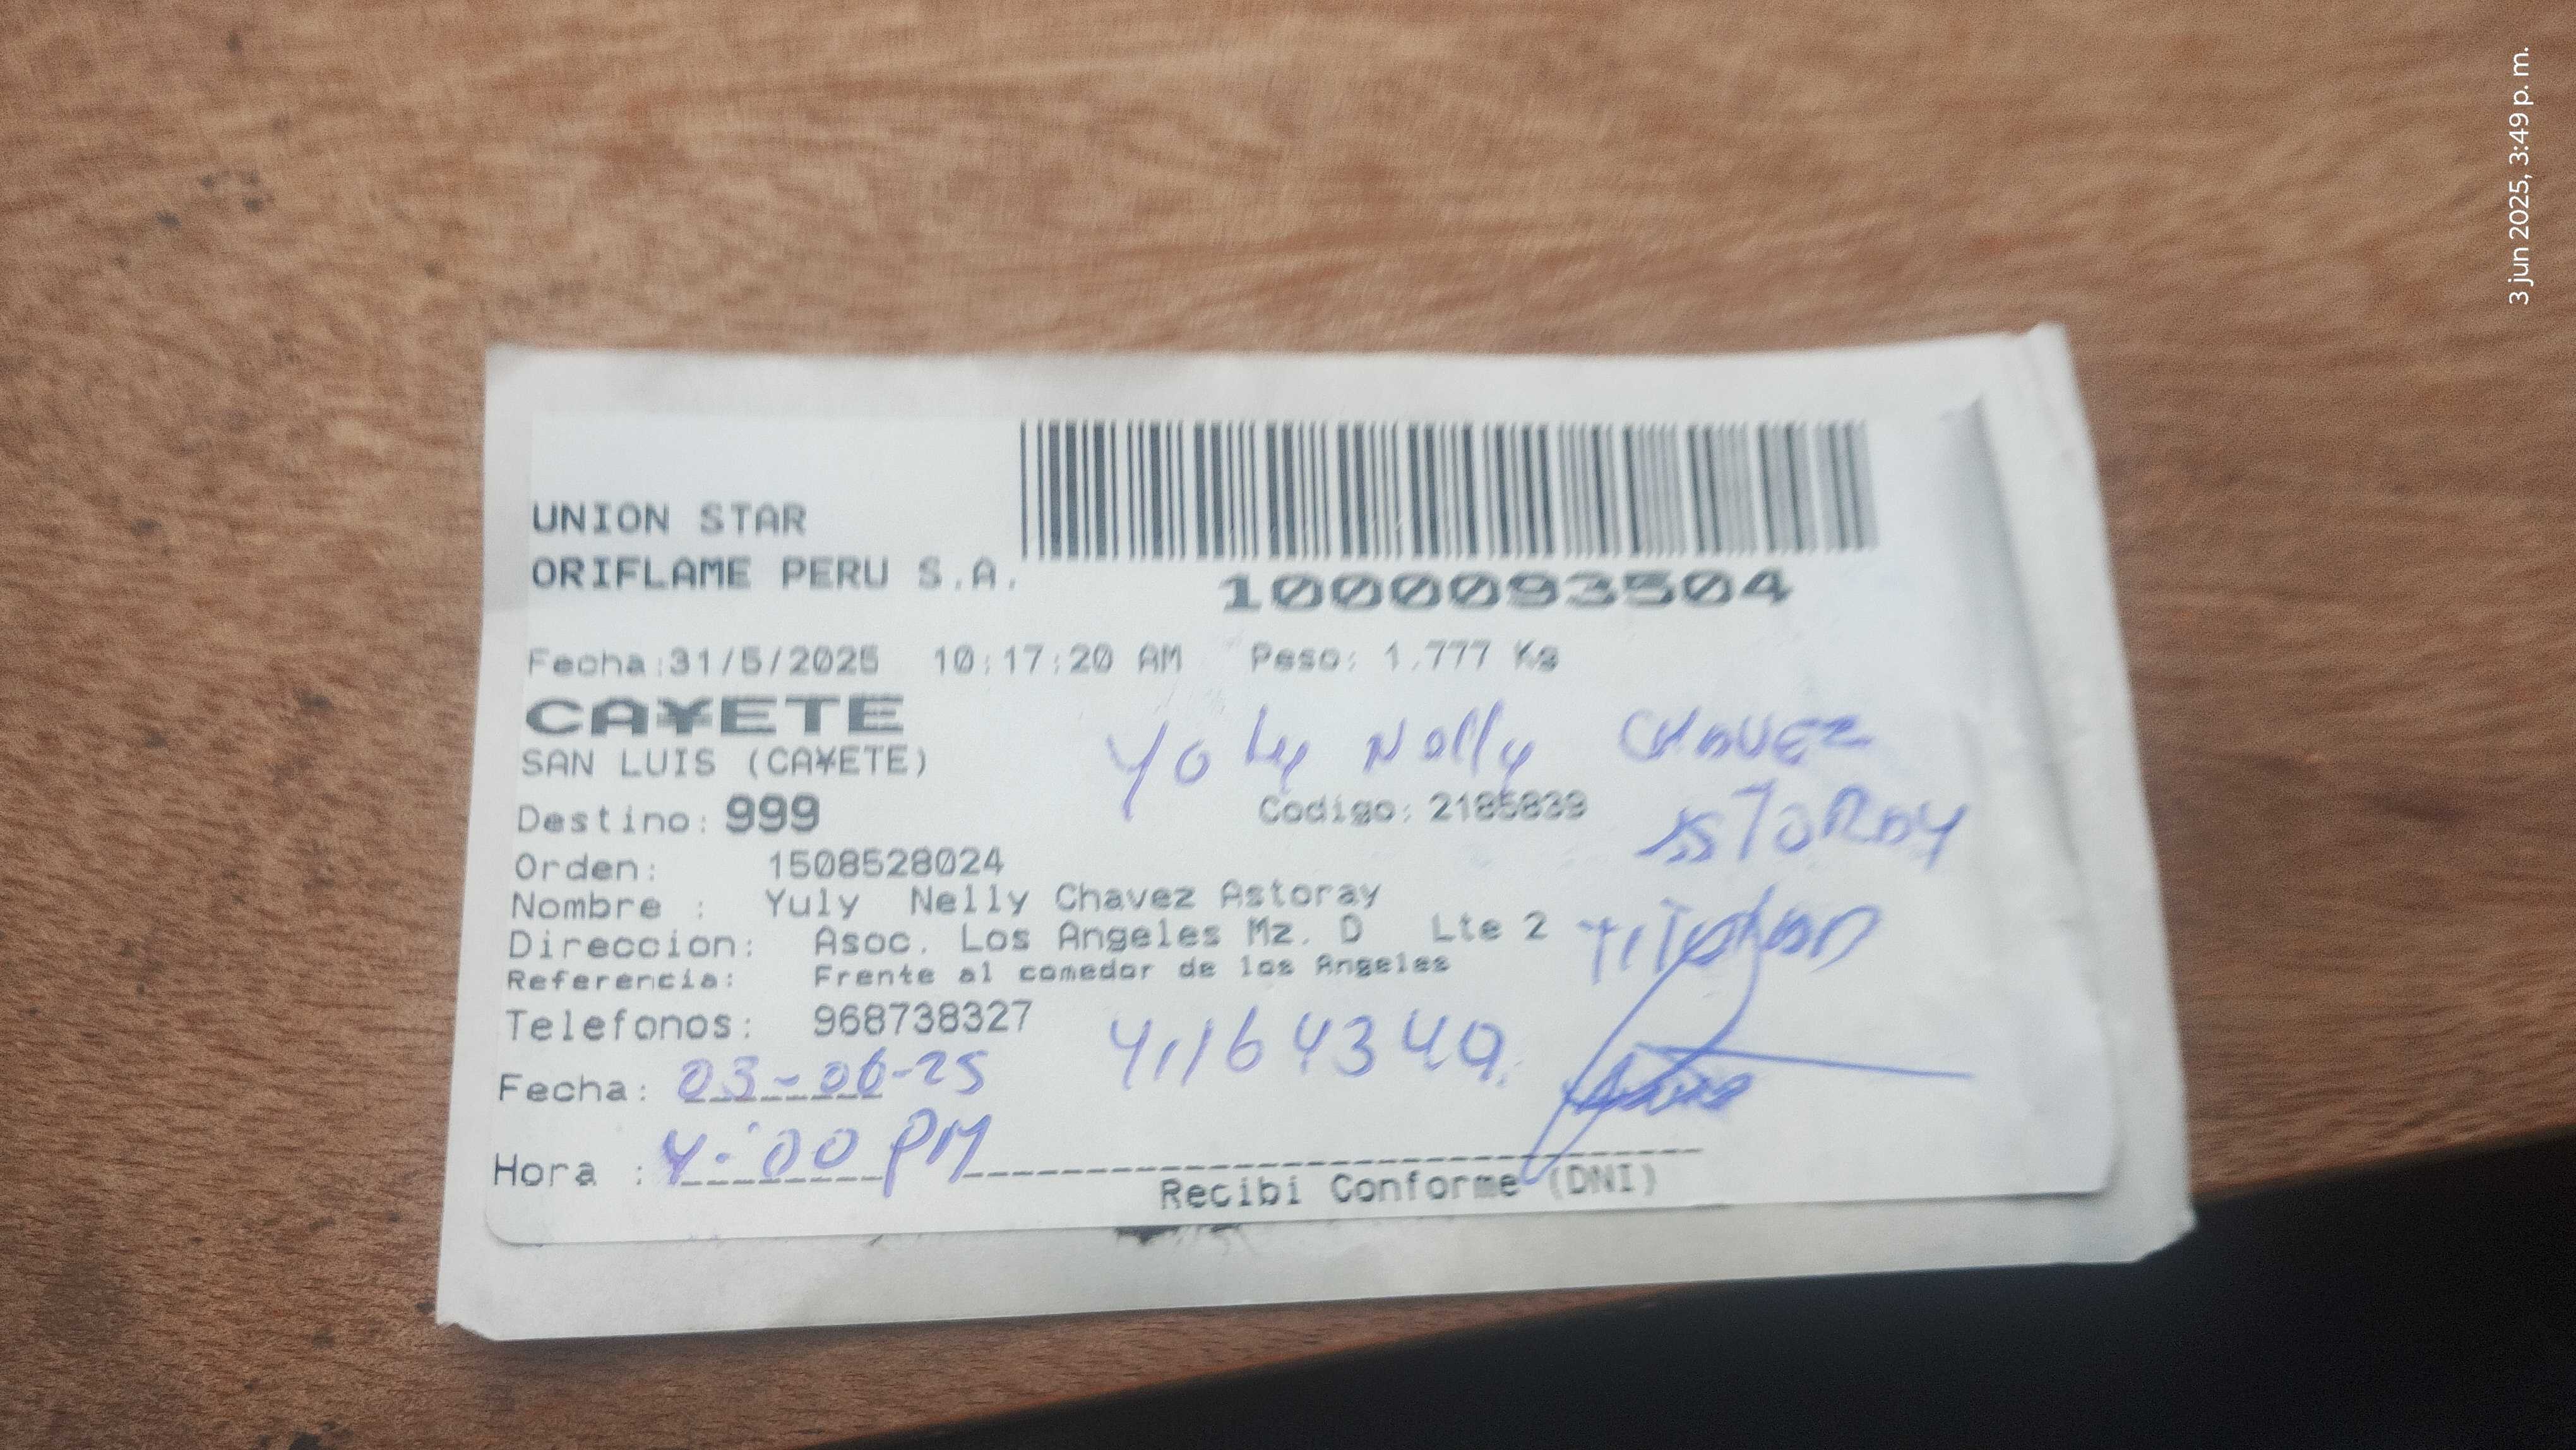 UNION STAR
ORIFLAME PERU S.A.
1000093504
Fecha:31/5/2025 10:17:20 AM Peso: 1.777 Kg
CA¥ETE
SAN LUIS (CA¥ETE)
Yoly Nelly CHAVEZ
ASTORAY
Destino: 999 Codigo: 2185839
Orden: 1508528024
Nombre : Yuly Nelly Chavez Astoray
Direccion: Asoc. Los Angeles Mz. D Lte 2
Referencia: Frente al comedor de los Angeles
Telefonos: 968738327
41164349
Fecha: 03-06-25
Hora : 4:00 PM
Recibi Conforme (DNI)
3 jun 2025, 3:49 p. m.